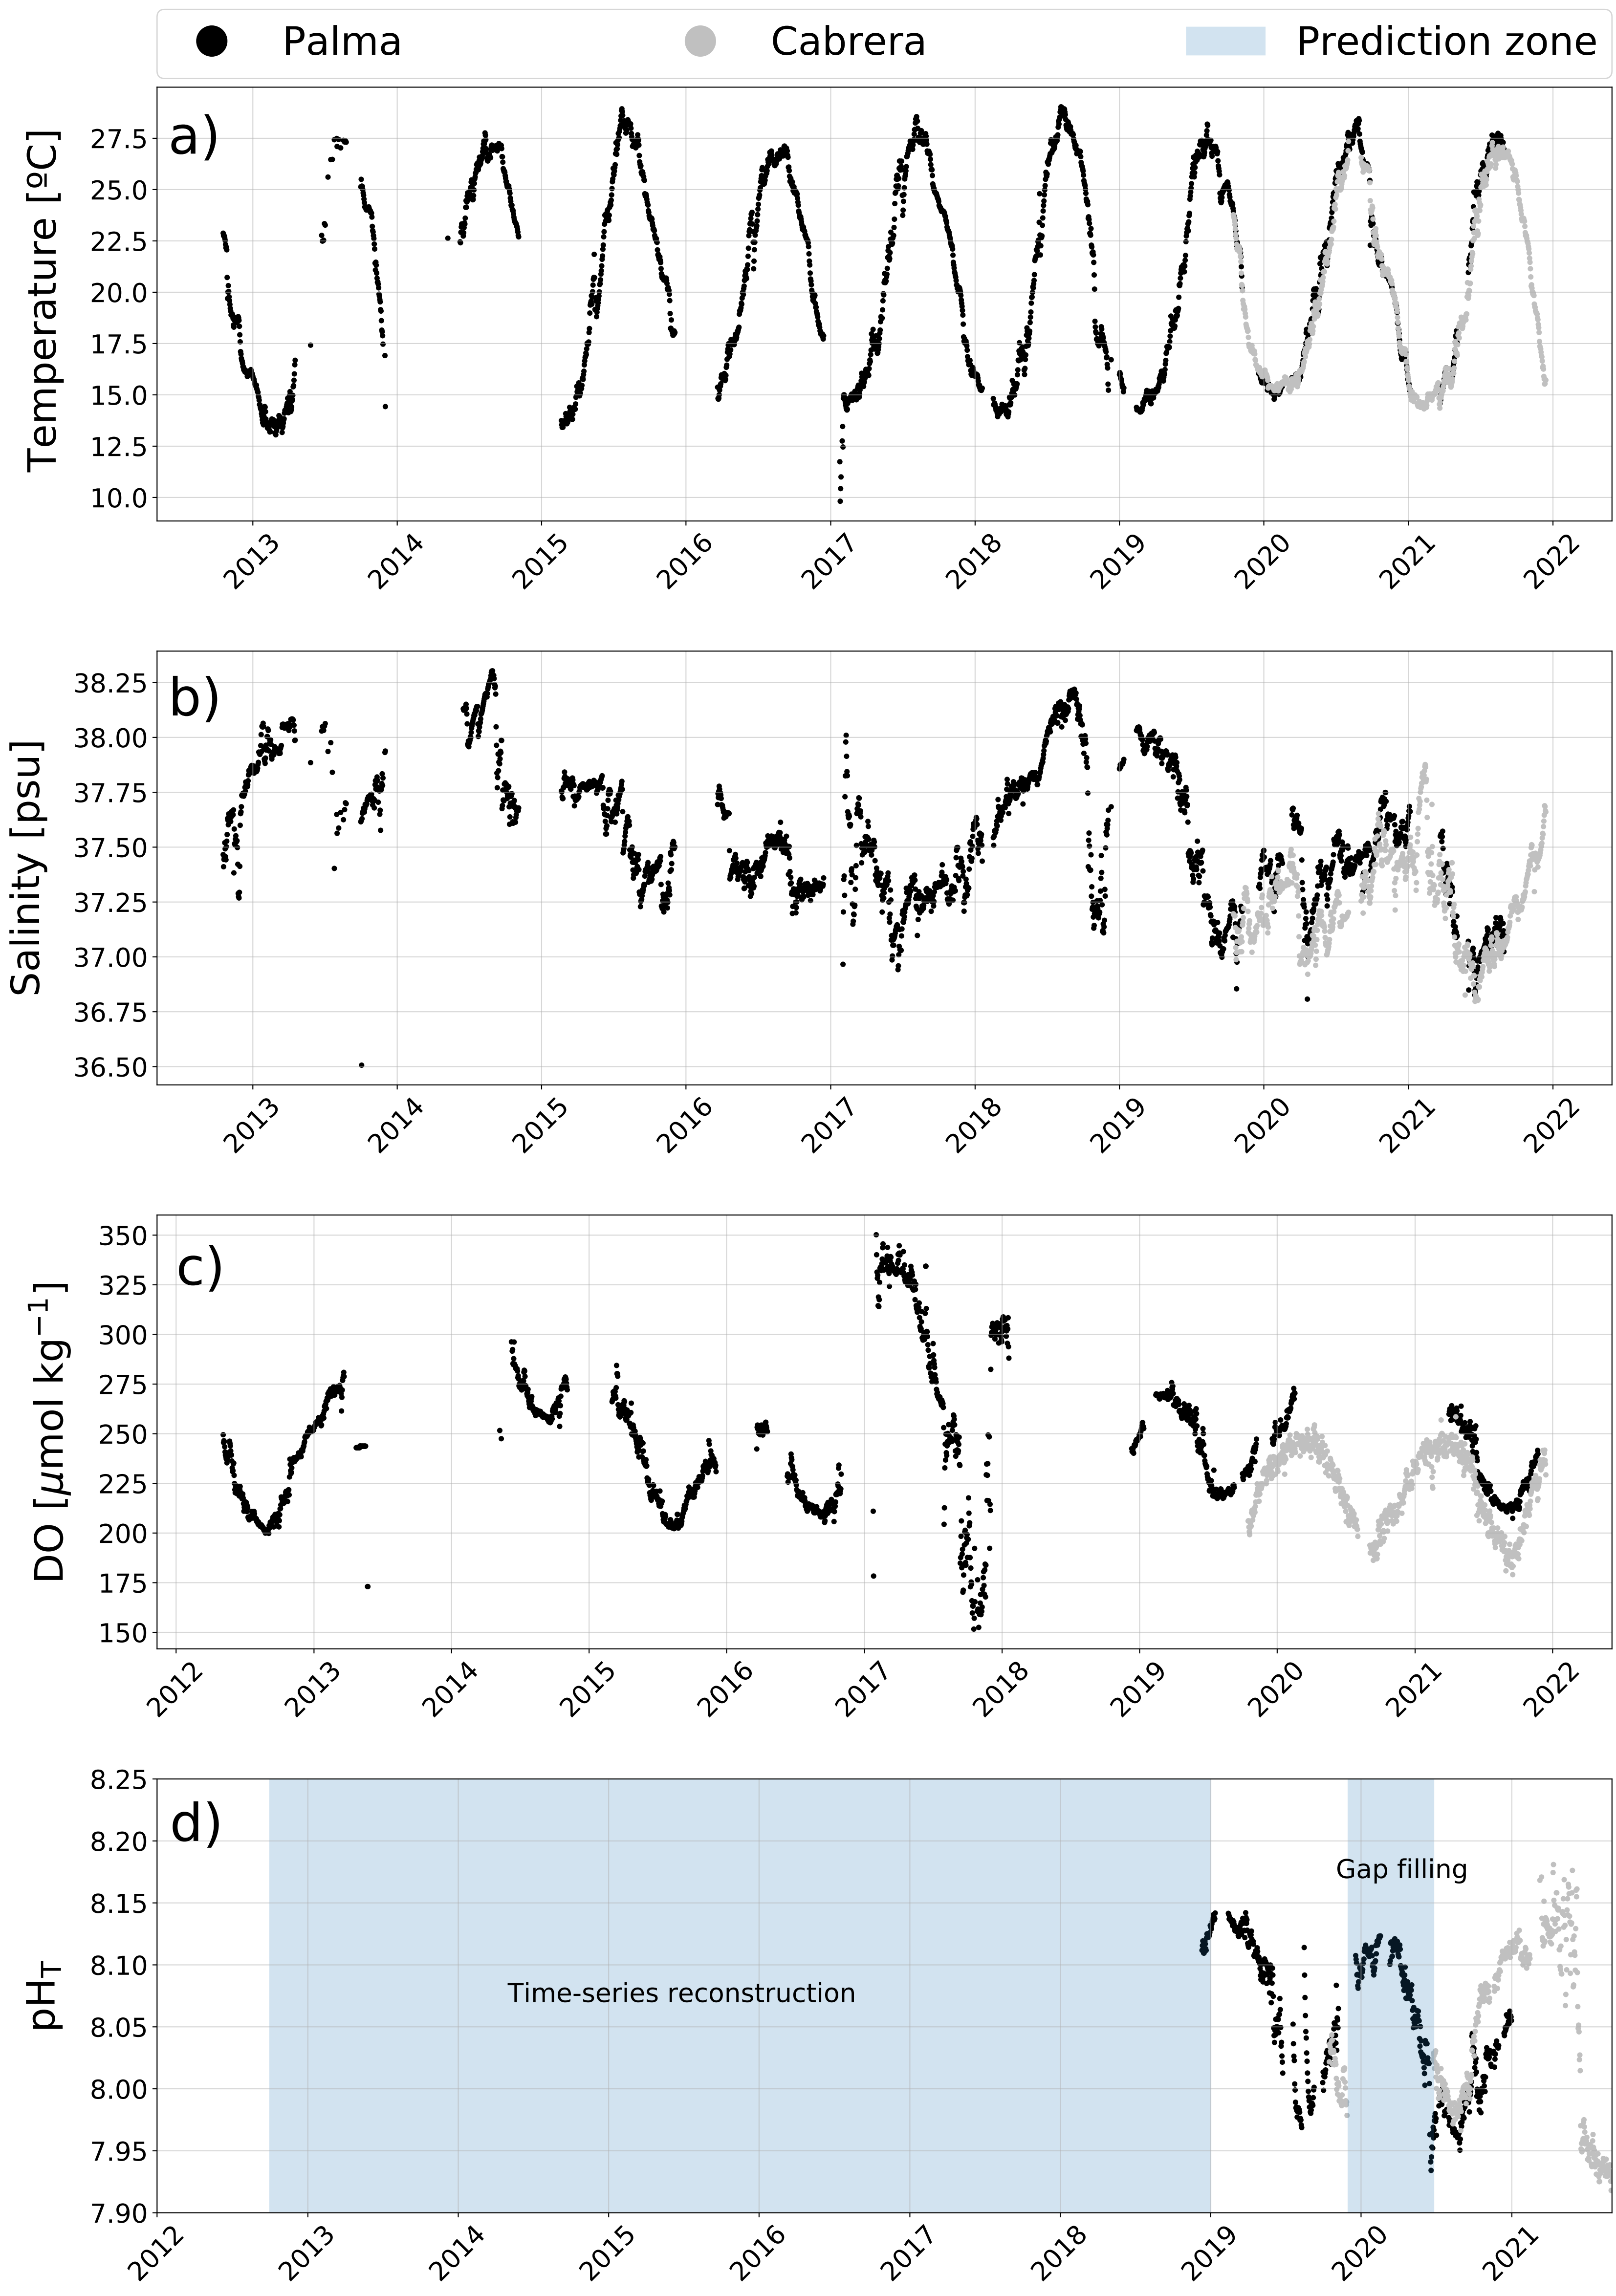 Palma Cabrera Prediction zone
a)
Temperature [ºC]
27.5
25.0
22.5
20.0
17.5
15.0
12.5
10.0
2013 2014 2015 2016 2017 2018 2019 2020 2021 2022
b)
Salinity [psu]
38.25
38.00
37.75
37.50
37.25
37.00
36.75
36.50
2013 2014 2015 2016 2017 2018 2019 2020 2021 2022
c)
DO [μmol kg⁻¹]
350
325
300
275
250
225
200
175
150
2012 2013 2014 2015 2016 2017 2018 2019 2020 2021 2022
d)
pH_T
8.25
8.20
8.15
8.10
8.05
8.00
7.95
7.90
Gap filling
Time-series reconstruction
2012 2013 2014 2015 2016 2017 2018 2019 2020 2021